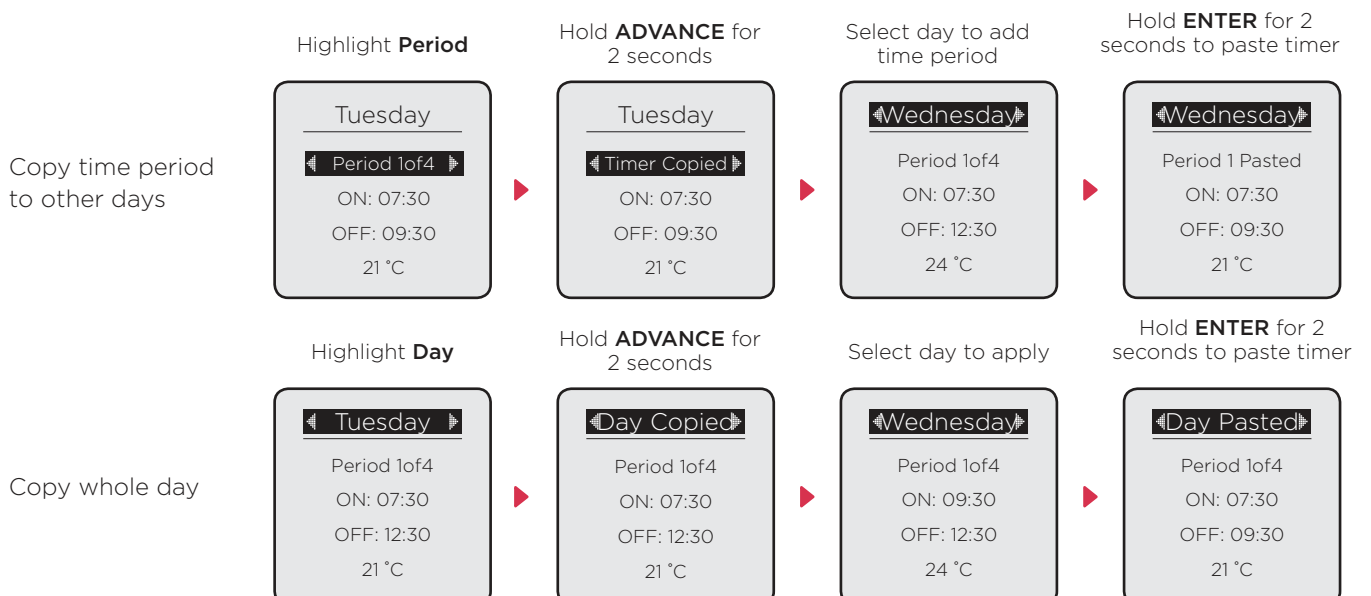 Copy time period
to other days
Highlight Period
Tuesday
Period 1of4
ON: 07:30
OFF: 09:30
21 ˚C
Hold ADVANCE for
2 seconds
Tuesday
Timer Copied
ON: 07:30
OFF: 09:30
21 ˚C
Select day to add
time period
Wednesday
Period 1of4
ON: 07:30
OFF: 12:30
24 ˚C
Hold ENTER for 2
seconds to paste timer
Wednesday
Period 1 Pasted
ON: 07:30
OFF: 09:30
21 ˚C
Copy whole day
Highlight Day
Tuesday
Period 1of4
ON: 07:30
OFF: 12:30
21 ˚C
Hold ADVANCE for
2 seconds
Day Copied
Period 1of4
ON: 07:30
OFF: 12:30
21 ˚C
Select day to apply
Wednesday
Period 1of4
ON: 09:30
OFF: 12:30
24 ˚C
Hold ENTER for 2
seconds to paste timer
Day Pasted
Period 1of4
ON: 07:30
OFF: 09:30
21 ˚C